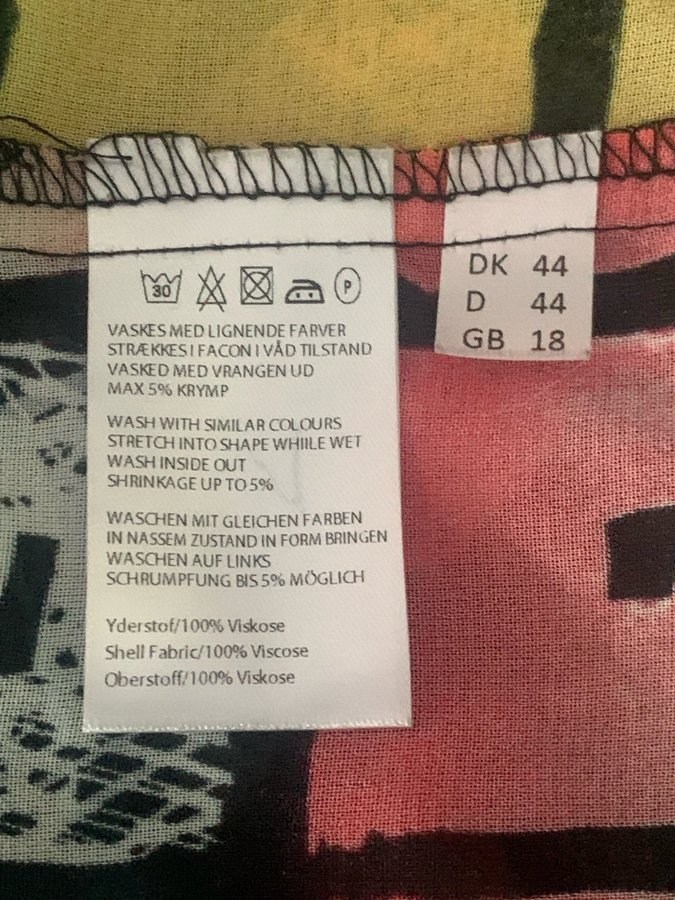 30 P
VASKES MED LIGNENDE FARVER
STRÆKKES I FACON I VÅD TILSTAND
VASKED MED VRANGEN UD
MAX 5% KRYMP
WASH WITH SIMILAR COLOURS
STRETCH INTO SHAPE WHIILE WET
WASH INSIDE OUT
SHRINKAGE UP TO 5%
WASCHEN MIT GLEICHEN FARBEN
IN NASSEM ZUSTAND IN FORM BRINGEN
WASCHEN AUF LINKS
SCHRUMPFUNG BIS 5% MÖGLICH
Yderstof/100% Viskose
Shell Fabric/100% Viscose
Oberstoff/100% Viskose
DK 44
D 44
GB 18